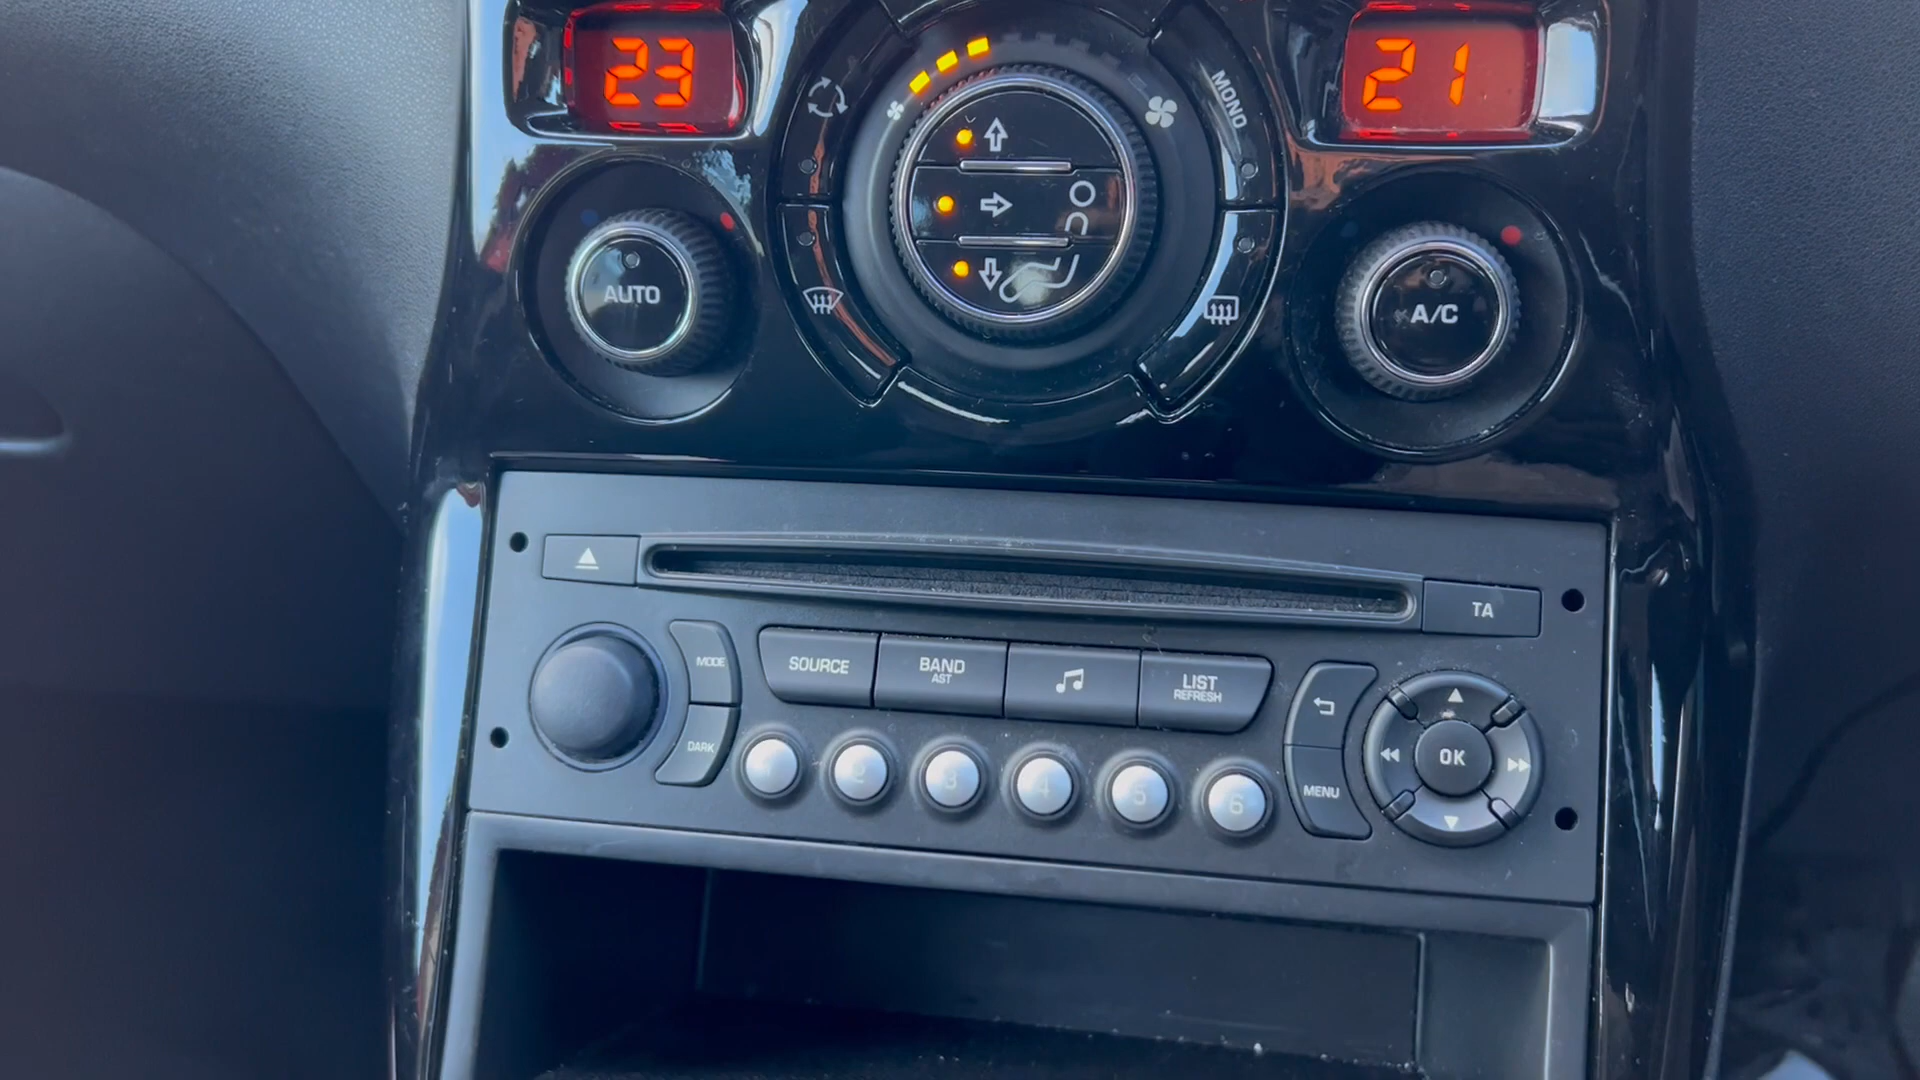 23
21
MONO
AUTO
A/C
TA
MODE
SOURCE
BAND
AST
LIST
REFRESH
DARK
OK
MENU
2
3
4
5
6